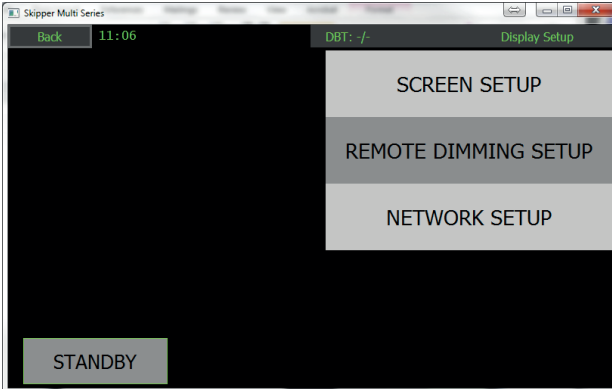 Skipper Multi Series
Back 11:06 DBT: -/- Display Setup
SCREEN SETUP
REMOTE DIMMING SETUP
NETWORK SETUP
STANDBY